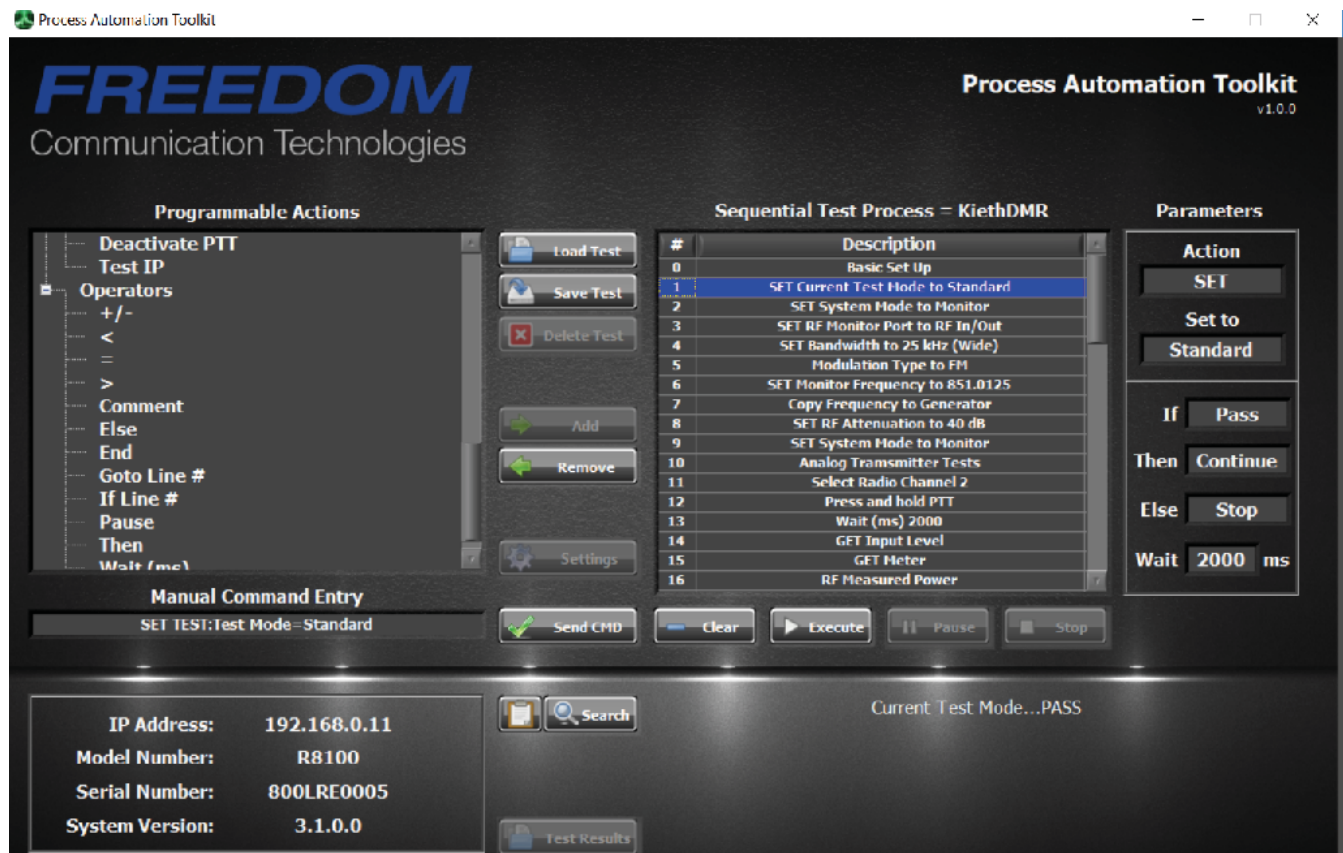 Process Automation Toolkit
FREEDOM
Communication Technologies
Process Automation Toolkit
v1.0.0
Programmable Actions
Deactivate PTT
Test IP
Operators
+/-
<
=
>
Comment
Else
End
Goto Line #
If Line #
Pause
Then
Wait (ms)
Manual Command Entry
SET TEST:Test Mode=Standard
Load Test
Save Test
Delete Test
Add
Remove
Settings
Send CMD
Sequential Test Process = KiethDMR
# Description
0 Basic Set Up
1 SET Current Test Mode to Standard
2 SET System Mode to Monitor
3 SET RF Monitor Port to RF In/Out
4 SET Bandwidth to 25 kHz (Wide)
5 Modulation Type to FM
6 SET Monitor Frequency to 851.0125
7 Copy Frequency to Generator
8 SET RF Attenuation to 40 dB
9 SET System Mode to Monitor
10 Analog Tramsmitter Tests
11 Select Radio Channel 2
12 Press and hold PTT
13 Wait (ms) 2000
14 GET Input Level
15 GET Meter
16 RF Measured Power
Clear Execute Pause Stop
Parameters
Action
SET
Set to
Standard
If Pass
Then Continue
Else Stop
Wait 2000 ms
IP Address: 192.168.0.11
Model Number: R8100
Serial Number: 800LRE0005
System Version: 3.1.0.0
Search
Test Results
Current Test Mode...PASS